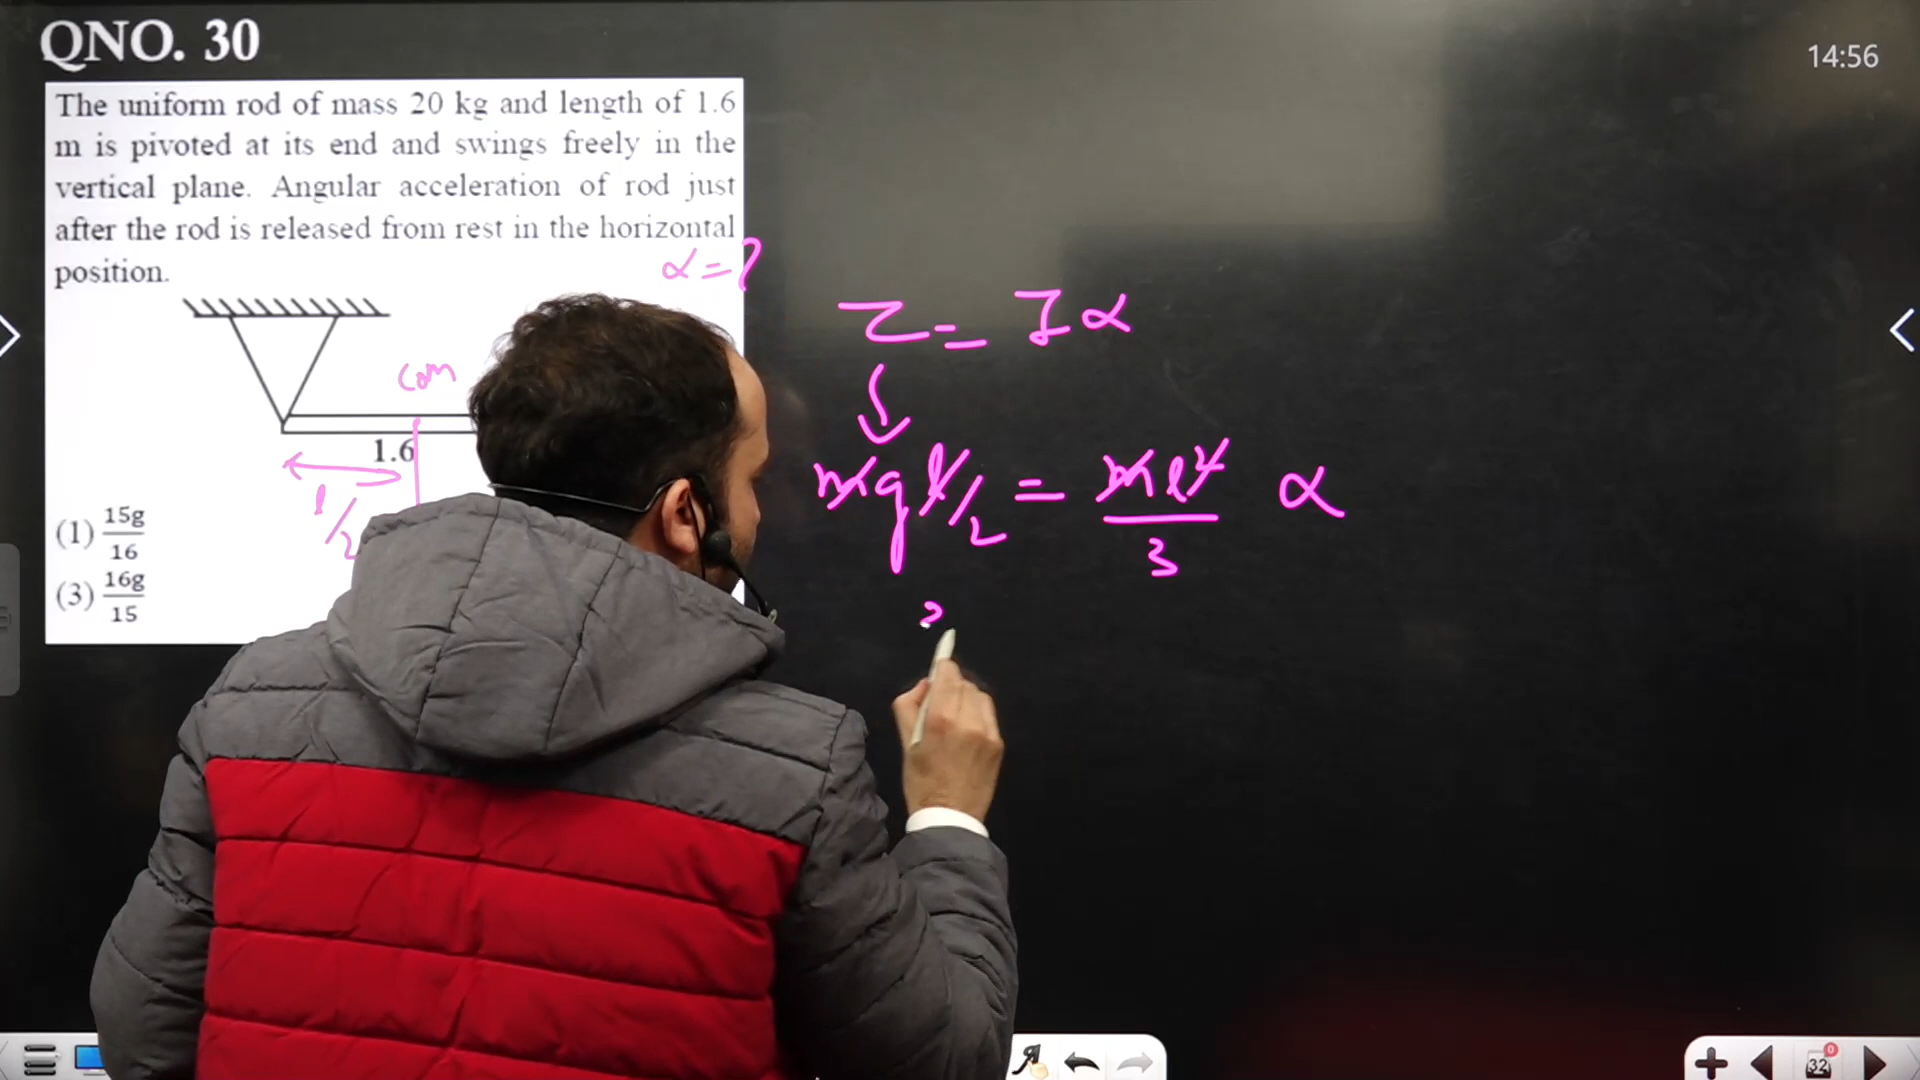 QNO. 30
14:56
The uniform rod of mass 20 kg and length of 1.6
m is pivoted at its end and swings freely in the
vertical plane. Angular acceleration of rod just
after the rod is released from rest in the horizontal
position.
α = ?
com
1.6
l/2
(1) 15g/16
(3) 16g/15
τ = I α
mg l/2 = ml²/3 α
32
0